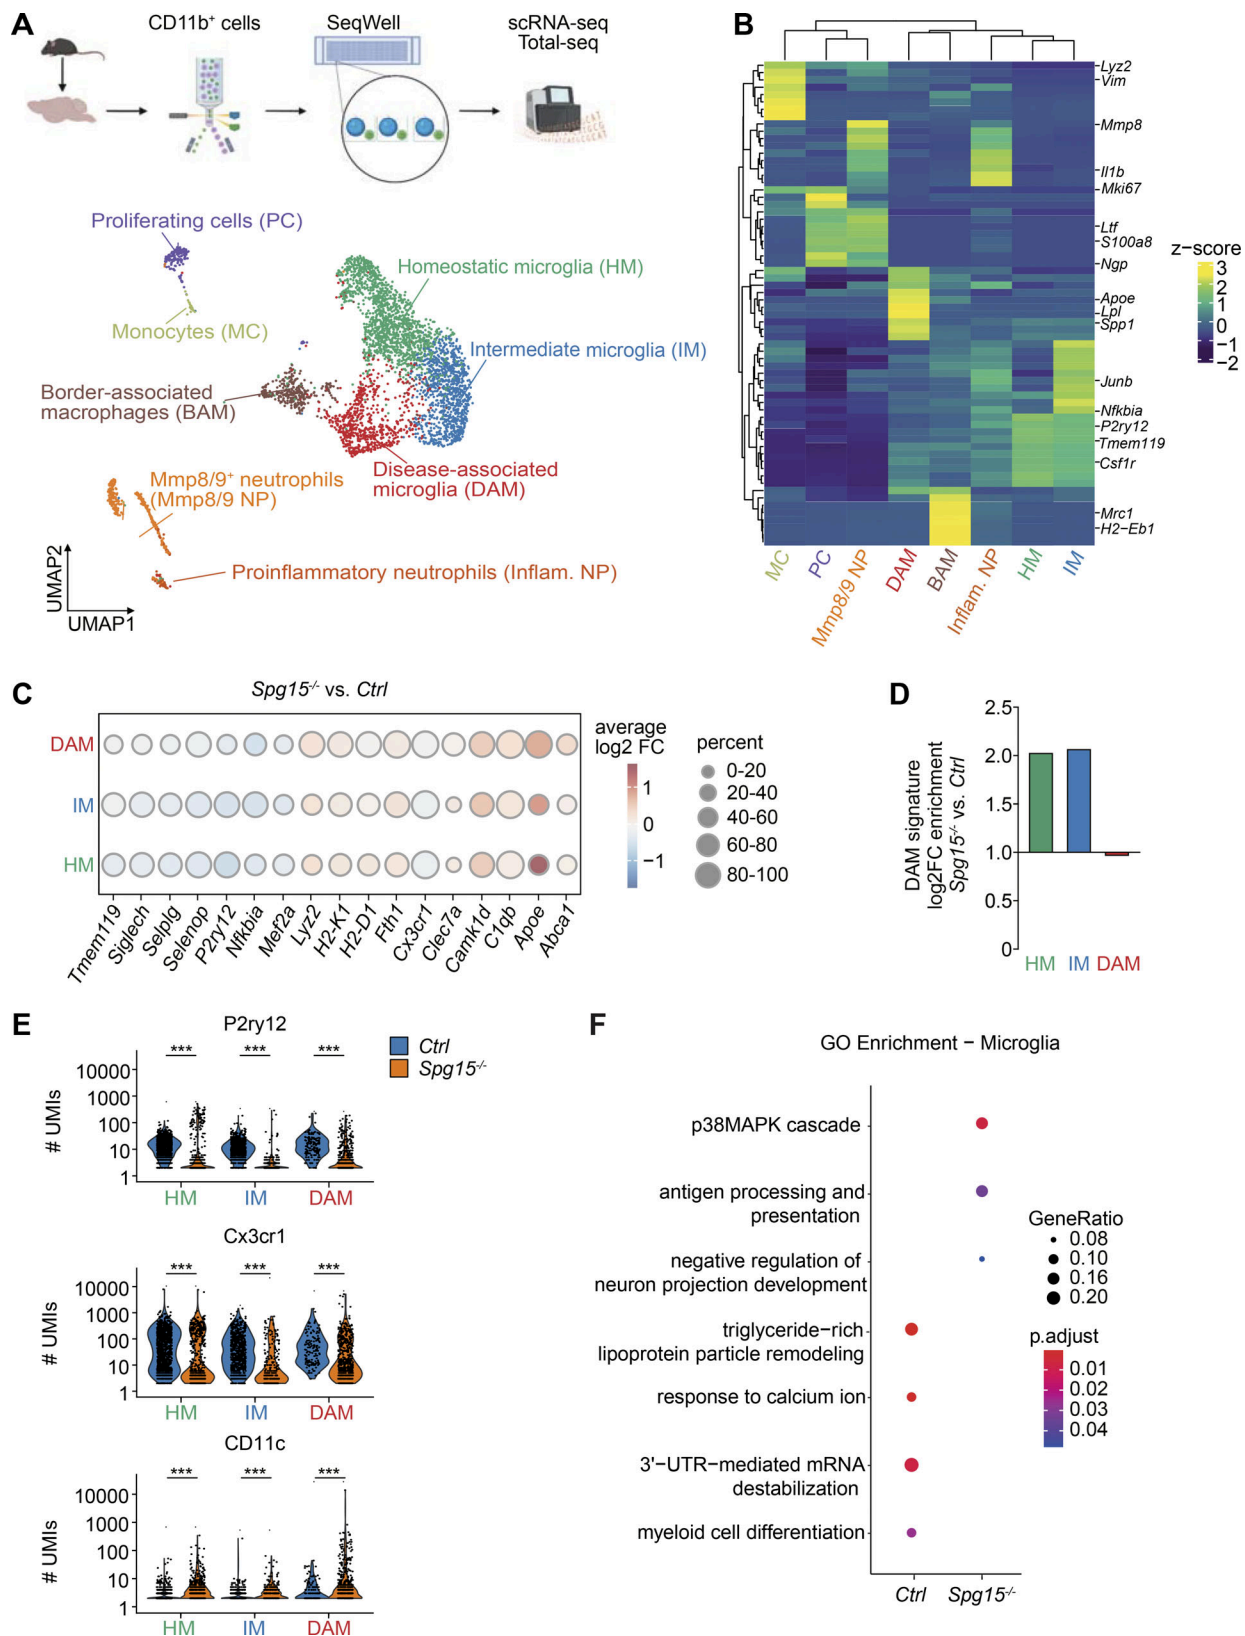 A
CD11b⁺ cells
SeqWell
scRNA-seq
Total-seq
Proliferating cells (PC)
Homeostatic microglia (HM)
Monocytes (MC)
Intermediate microglia (IM)
Border-associated
macrophages (BAM)
Disease-associated
microglia (DAM)
Mmp8/9⁺ neutrophils
(Mmp8/9 NP)
Proinflammatory neutrophils (Inflam. NP)
UMAP2
UMAP1
B
Lyz2
Vim
Mmp8
Il1b
Mki67
Ltf
S100a8
Ngp
Apoe
Lpl
Spp1
Junb
Nfkbia
P2ry12
Tmem119
Csf1r
Mrc1
H2−Eb1
z−score
3
2
1
0
−1
−2
MC
PC
Mmp8/9 NP
DAM
BAM
Inflam. NP
HM
IM
C
Spg15⁻/⁻ vs. Ctrl
DAM
IM
HM
Tmem119
Siglech
Selplg
Selenop
P2ry12
Nfkbia
Mef2a
Lyz2
H2-K1
H2-D1
Fth1
Cx3cr1
Clec7a
Camk1d
C1qb
Apoe
Abca1
average
log2 FC
1
0
−1
percent
0-20
20-40
40-60
60-80
80-100
D
DAM signature
log2FC enrichment
Spg15⁻/⁻ vs. Ctrl
2.5
2.0
1.5
1.0
0.5
0
HM
IM
DAM
E
P2ry12
Ctrl
Spg15⁻/⁻
*** *** ***
# UMIs
10000
1000
100
10
1
HM IM DAM
Cx3cr1
*** *** ***
# UMIs
10000
1000
100
10
1
HM IM DAM
CD11c
*** *** ***
# UMIs
10000
1000
100
10
1
HM IM DAM
F
GO Enrichment − Microglia
p38MAPK cascade
antigen processing and
presentation
negative regulation of
neuron projection development
triglyceride−rich
lipoprotein particle remodeling
response to calcium ion
3'−UTR−mediated mRNA
destabilization
myeloid cell differentiation
Ctrl
Spg15⁻/⁻
GeneRatio
0.08
0.10
0.16
0.20
p.adjust
0.01
0.02
0.03
0.04